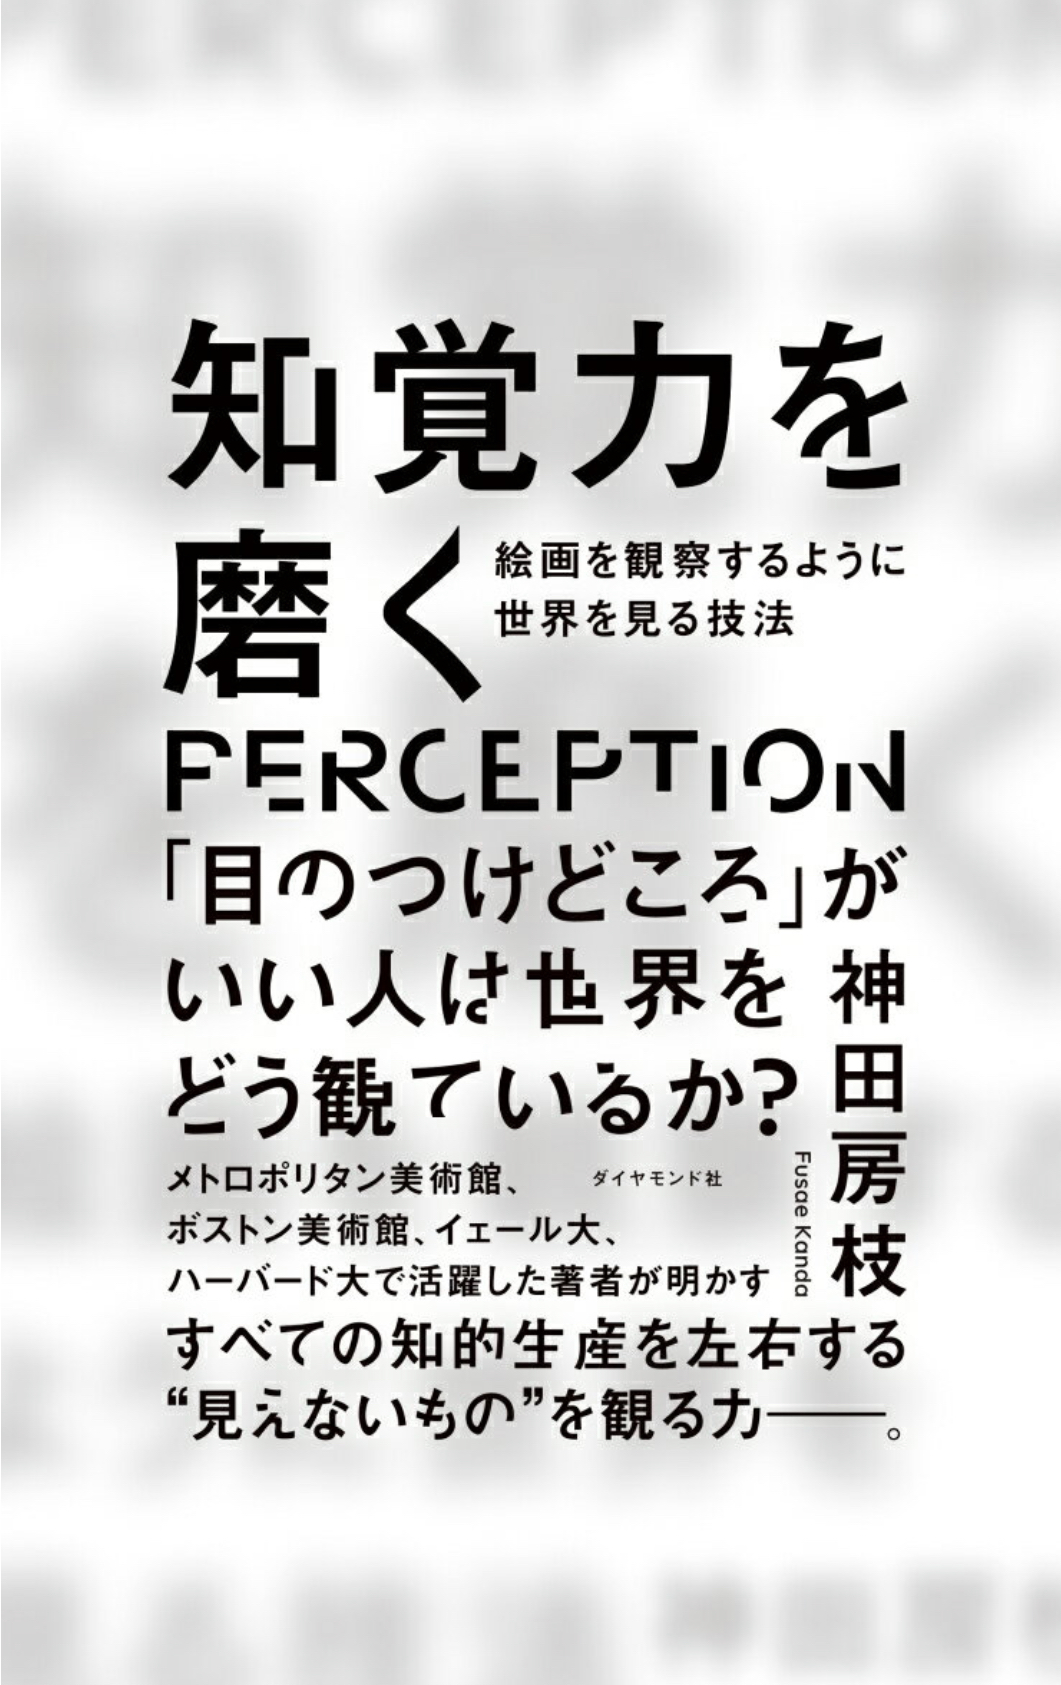 知覚力を
磨く
絵画を観察するように
世界を見る技法
PERCEPTION
「目のつけどころ」が
いい人は世界を
どう観ているか?
神田房枝
Fusae Kanda
メトロポリタン美術館、
ボストン美術館、イェール大、
ハーバード大で活躍した著者が明かす
ダイヤモンド社
すべての知的生産を左右する
“見えないもの”を観る力――。